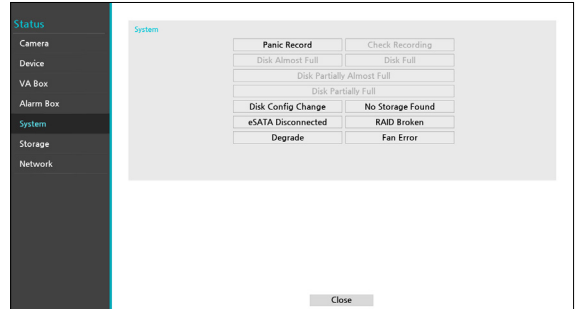 Status
Camera
Device
VA Box
Alarm Box
System
Storage
Network
System
Panic Record
Check Recording
Disk Almost Full
Disk Full
Disk Partially Almost Full
Disk Partially Full
Disk Config Change
No Storage Found
eSATA Disconnected
RAID Broken
Degrade
Fan Error
Close